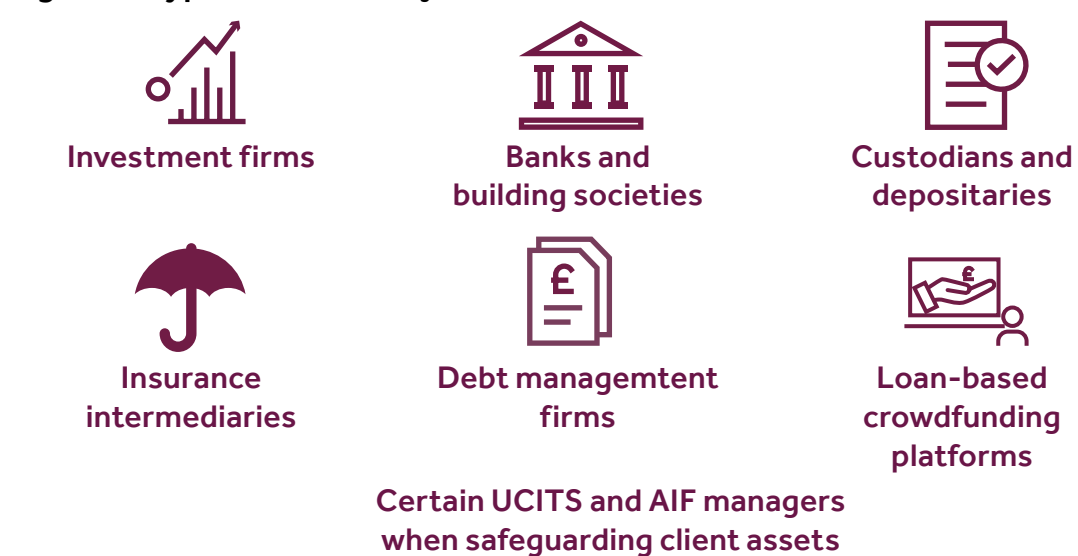 Investment firms
Banks and
building societies
Custodians and
depositaries
£
£
Insurance
intermediaries
Debt managemtent
firms
Loan-based
crowdfunding
platforms
Certain UCITS and AIF managers
when safeguarding client assets